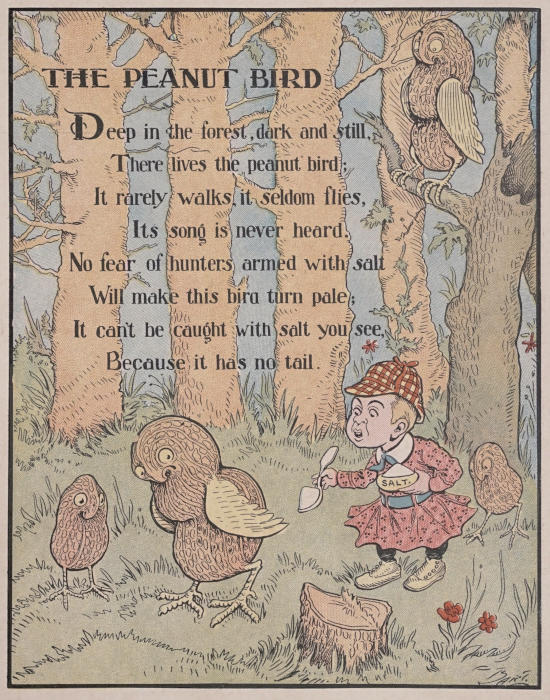 THE PEANUT BIRD
Deep in the forest, dark and still,
There lives the peanut bird;
It rarely walks, it seldom flies,
Its song is never heard.
No fear of hunters armed with salt
Will make this bird turn pale;
It can't be caught with salt you see,
Because it has no tail.
SALT.